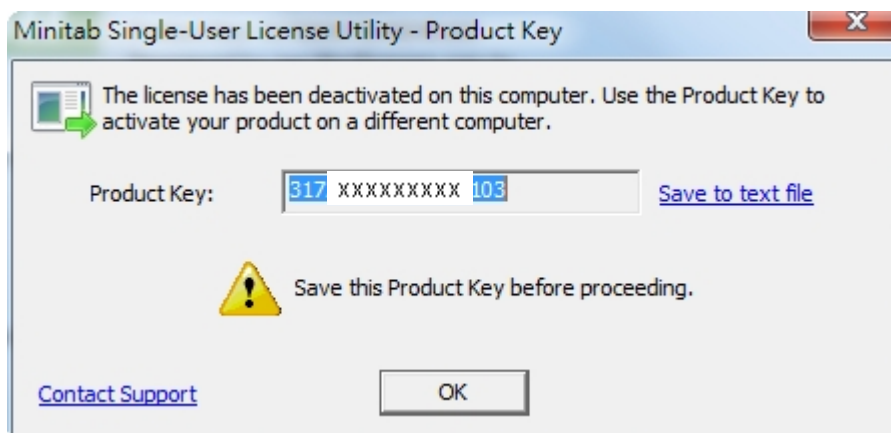 Minitab Single-User License Utility - Product Key
The license has been deactivated on this computer. Use the Product Key to
activate your product on a different computer.
Product Key: 317 XXXXXXXXX 103 Save to text file
Save this Product Key before proceeding.
Contact Support OK